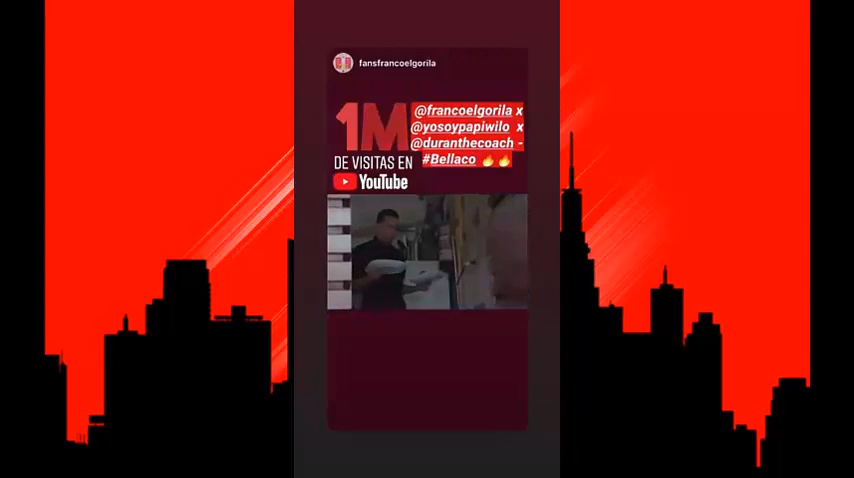 fansfrancoelgorila
1M
DE VISITAS EN
YouTube
@francoelgorila x
@yosoypapiwilo x
@duranthecoach -
#Bellaco 🔥🔥